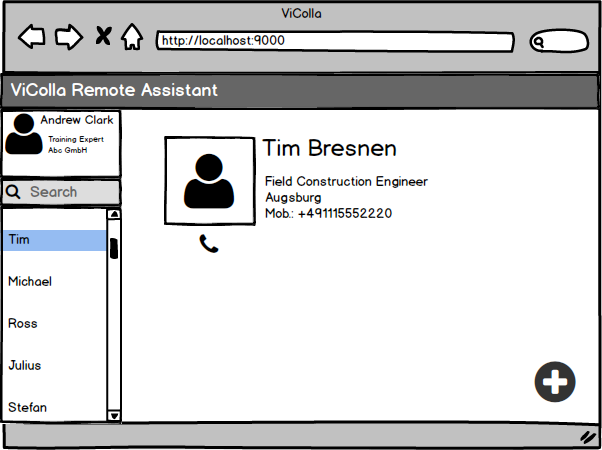 ViColla
http://localhost:9000
ViColla Remote Assistant
Andrew Clark
Training Expert
Abc GmbH
Search
Tim
Michael
Ross
Julius
Stefan
Tim Bresnen
Field Construction Engineer
Augsburg
Mob.: +491115552220